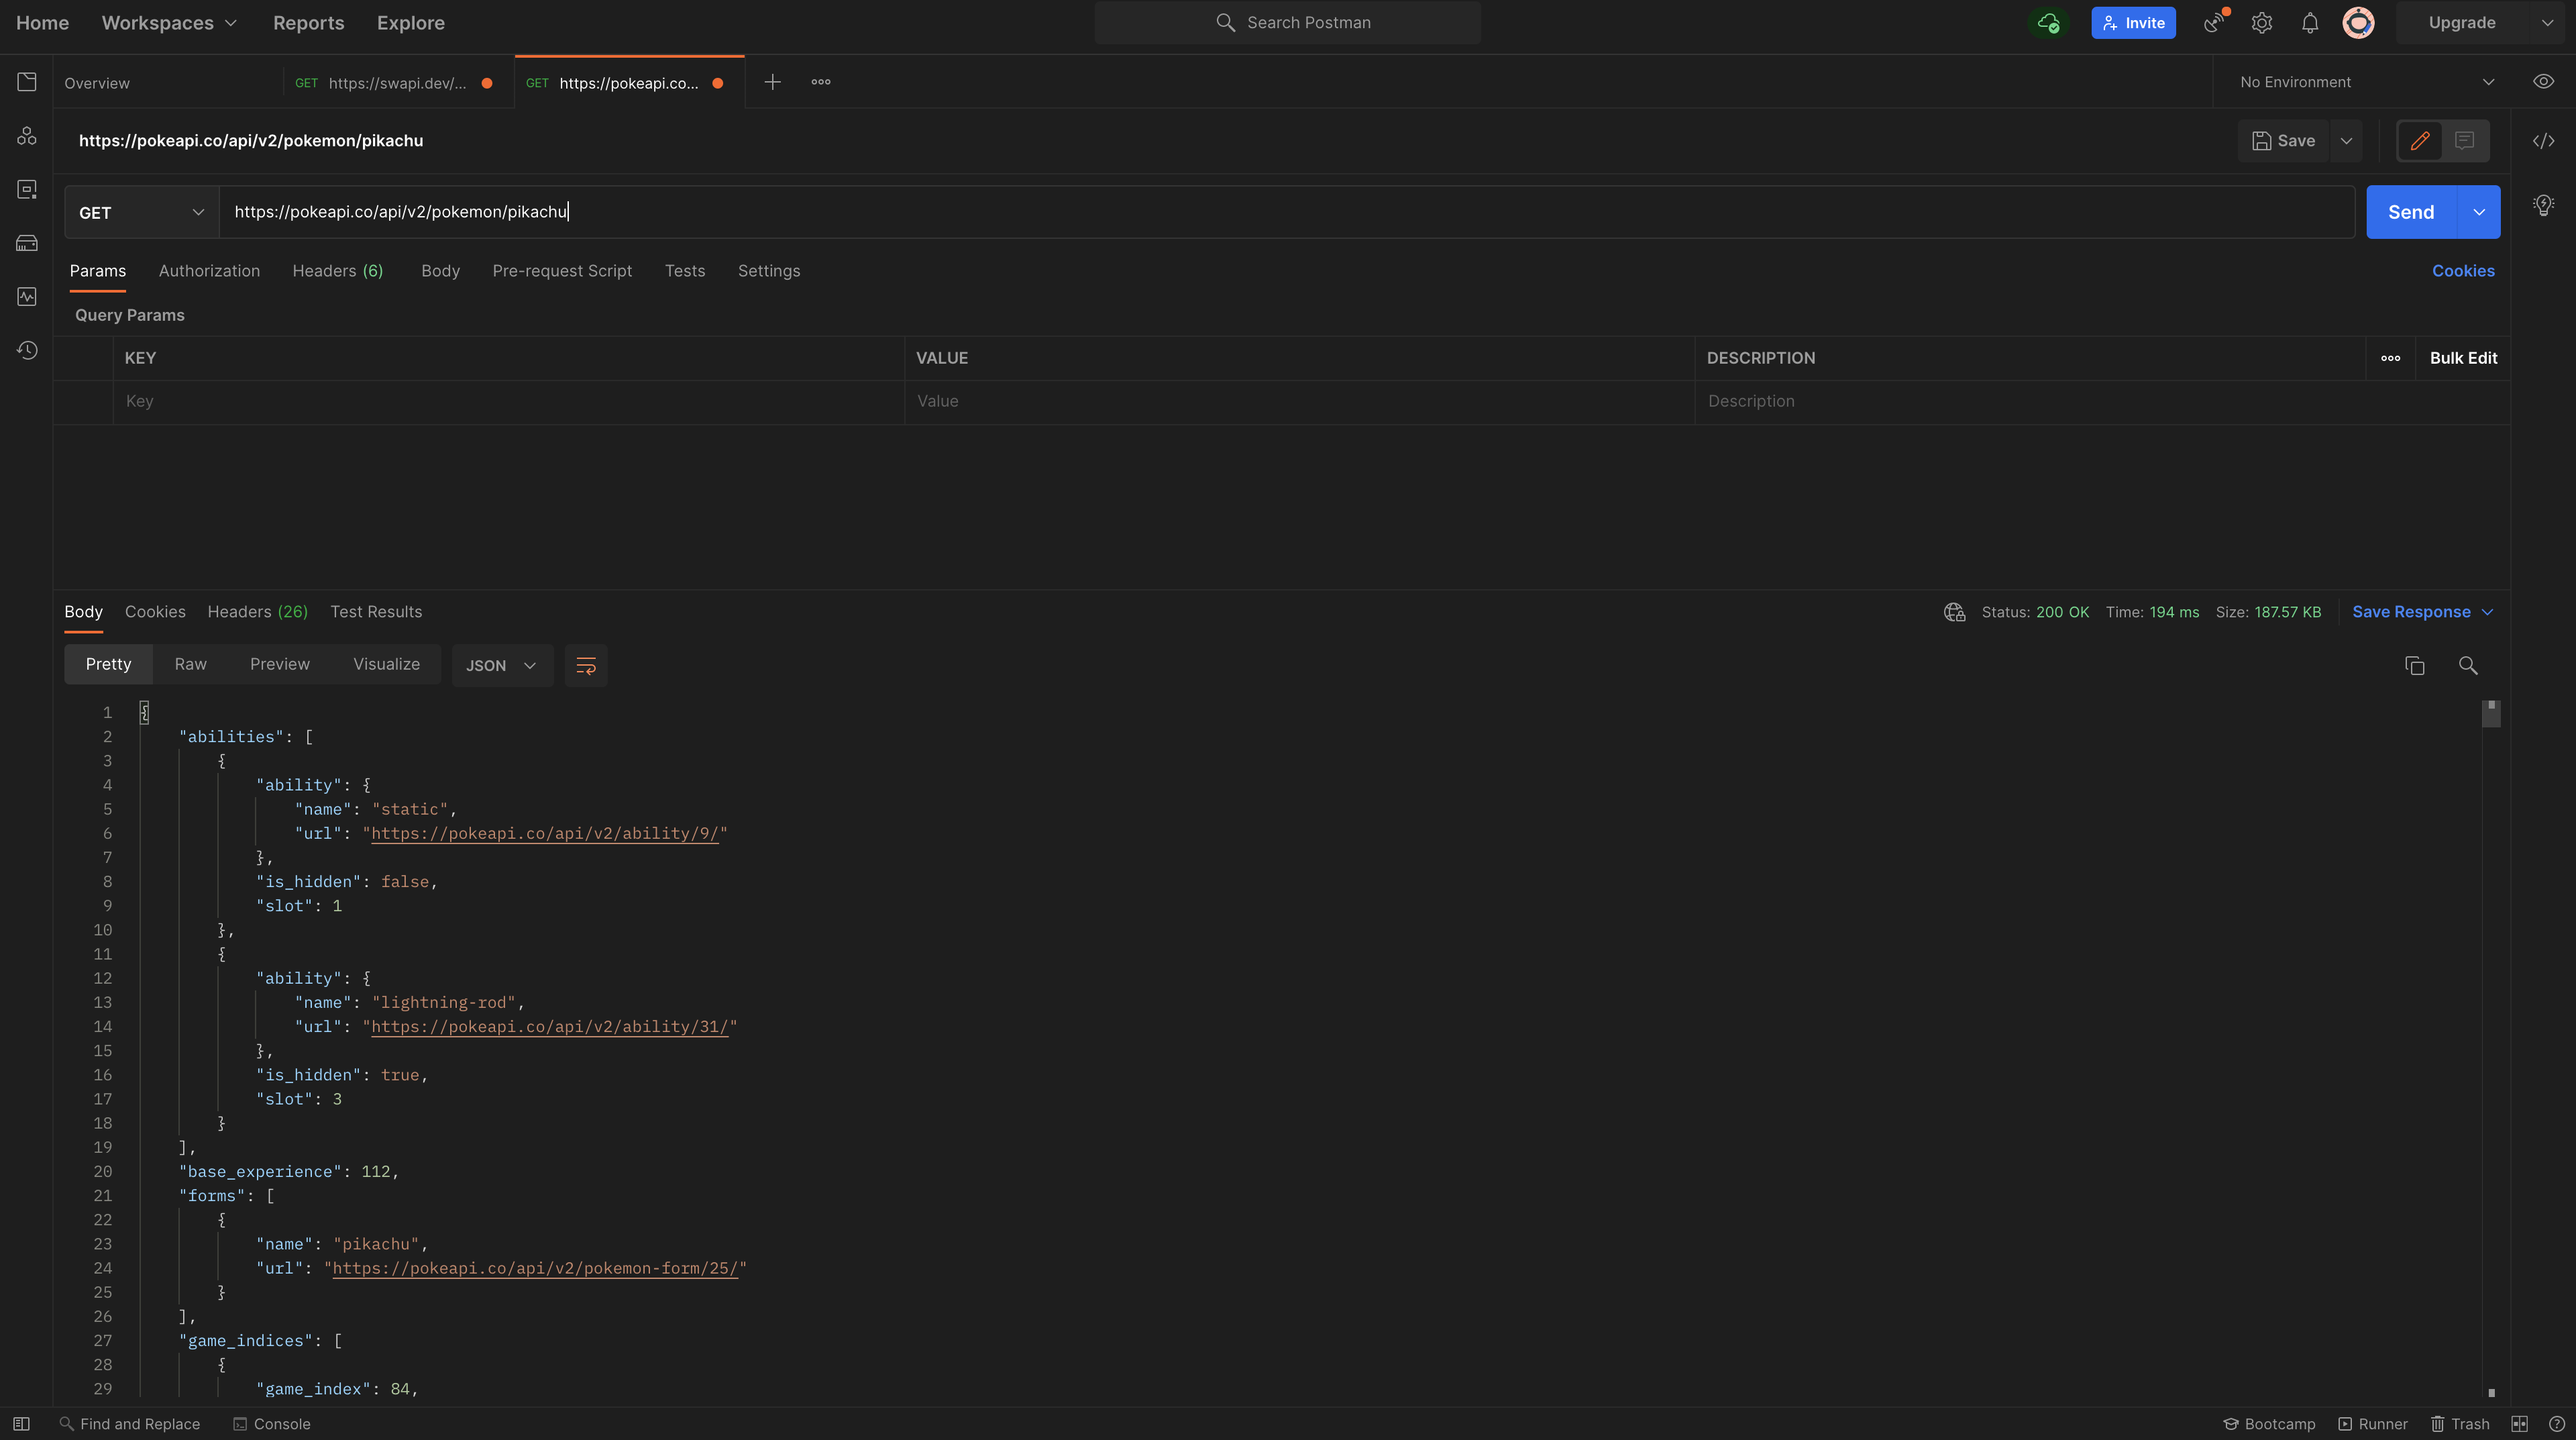 Home Workspaces Reports Explore Search Postman Invite Upgrade
Overview GET https://swapi.dev/... GET https://pokeapi.co... No Environment
https://pokeapi.co/api/v2/pokemon/pikachu Save
GET https://pokeapi.co/api/v2/pokemon/pikachu Send
Params Authorization Headers (6) Body Pre-request Script Tests Settings Cookies
Query Params
KEY VALUE DESCRIPTION Bulk Edit
Key Value Description
Body Cookies Headers (26) Test Results Status: 200 OK Time: 194 ms Size: 187.57 KB Save Response
Pretty Raw Preview Visualize JSON
1 {
2 "abilities": [
3 {
4 "ability": {
5 "name": "static",
6 "url": "https://pokeapi.co/api/v2/ability/9/"
7 },
8 "is_hidden": false,
9 "slot": 1
10 },
11 {
12 "ability": {
13 "name": "lightning-rod",
14 "url": "https://pokeapi.co/api/v2/ability/31/"
15 },
16 "is_hidden": true,
17 "slot": 3
18 }
19 ],
20 "base_experience": 112,
21 "forms": [
22 {
23 "name": "pikachu",
24 "url": "https://pokeapi.co/api/v2/pokemon-form/25/"
25 }
26 ],
27 "game_indices": [
28 {
29 "game_index": 84,
Find and Replace Console Bootcamp Runner Trash